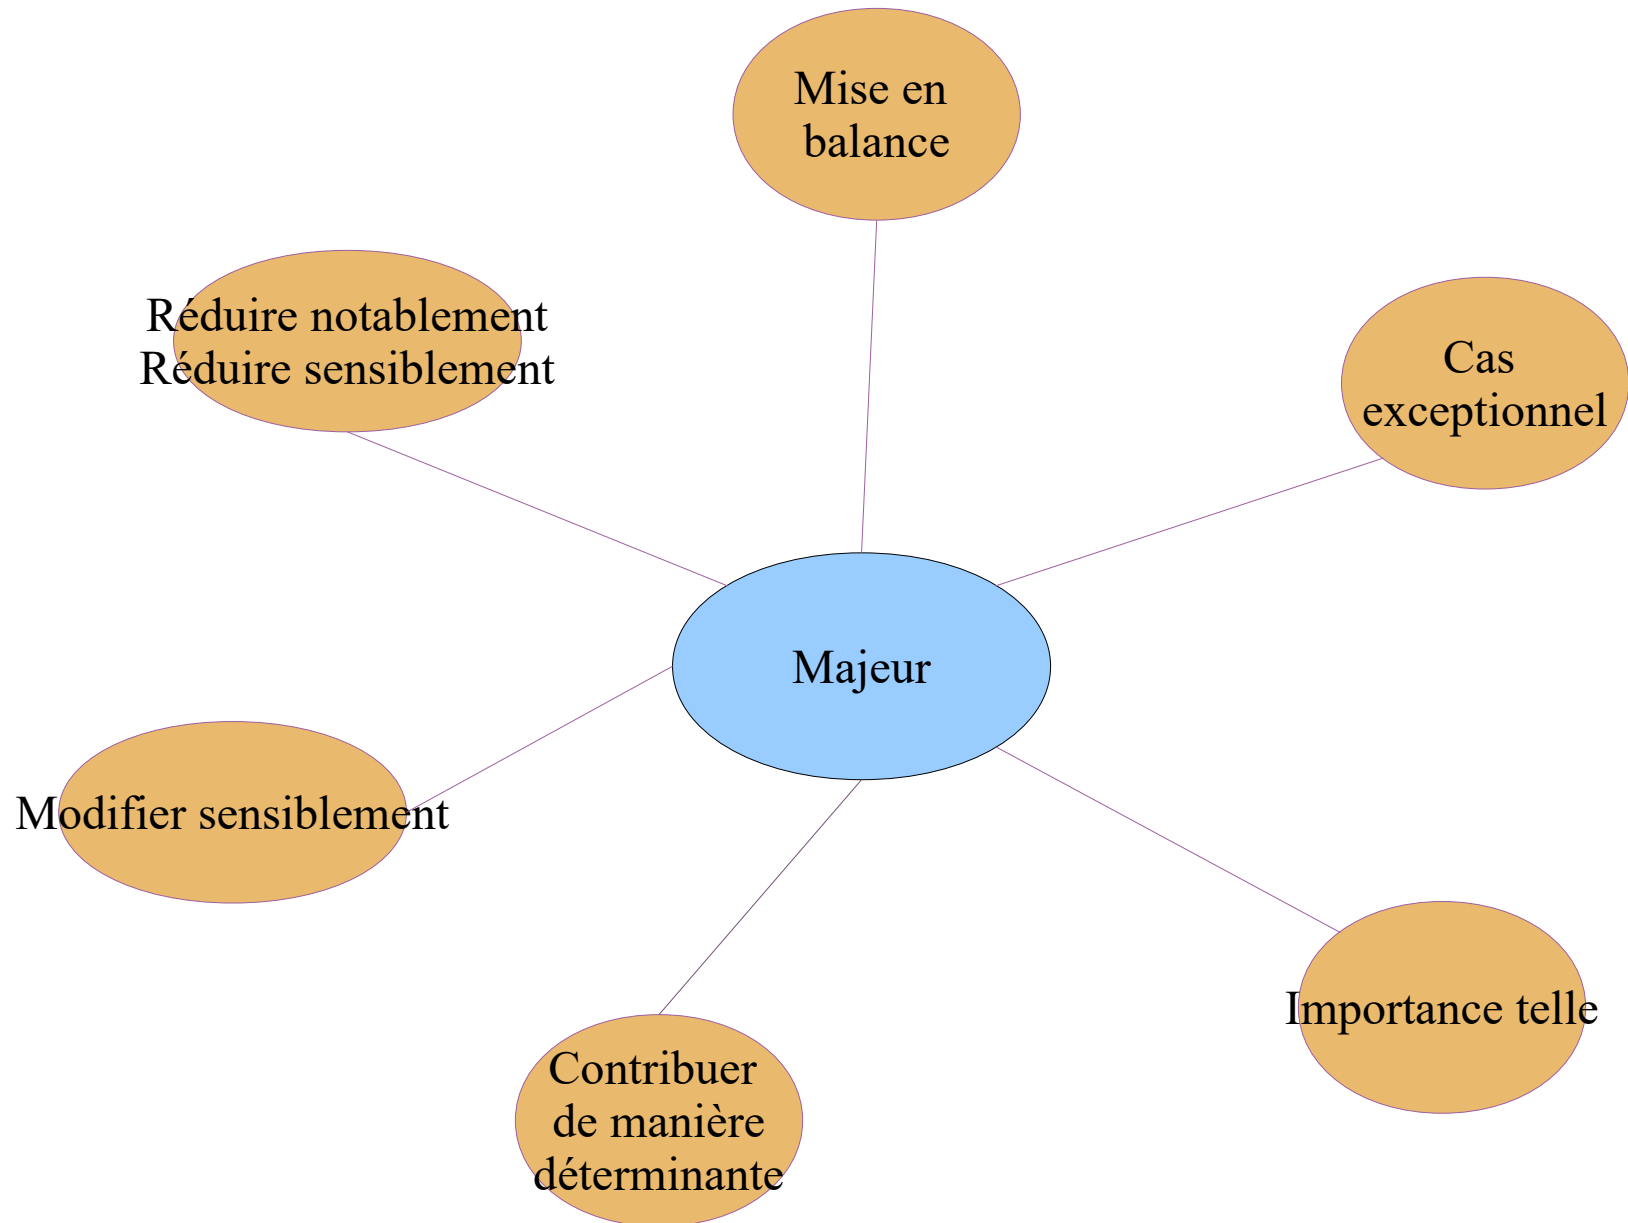 Mise en
balance
Réduire notablement
Réduire sensiblement
Cas
exceptionnel
Majeur
Modifier sensiblement
Importance telle
Contribuer
de manière
déterminante